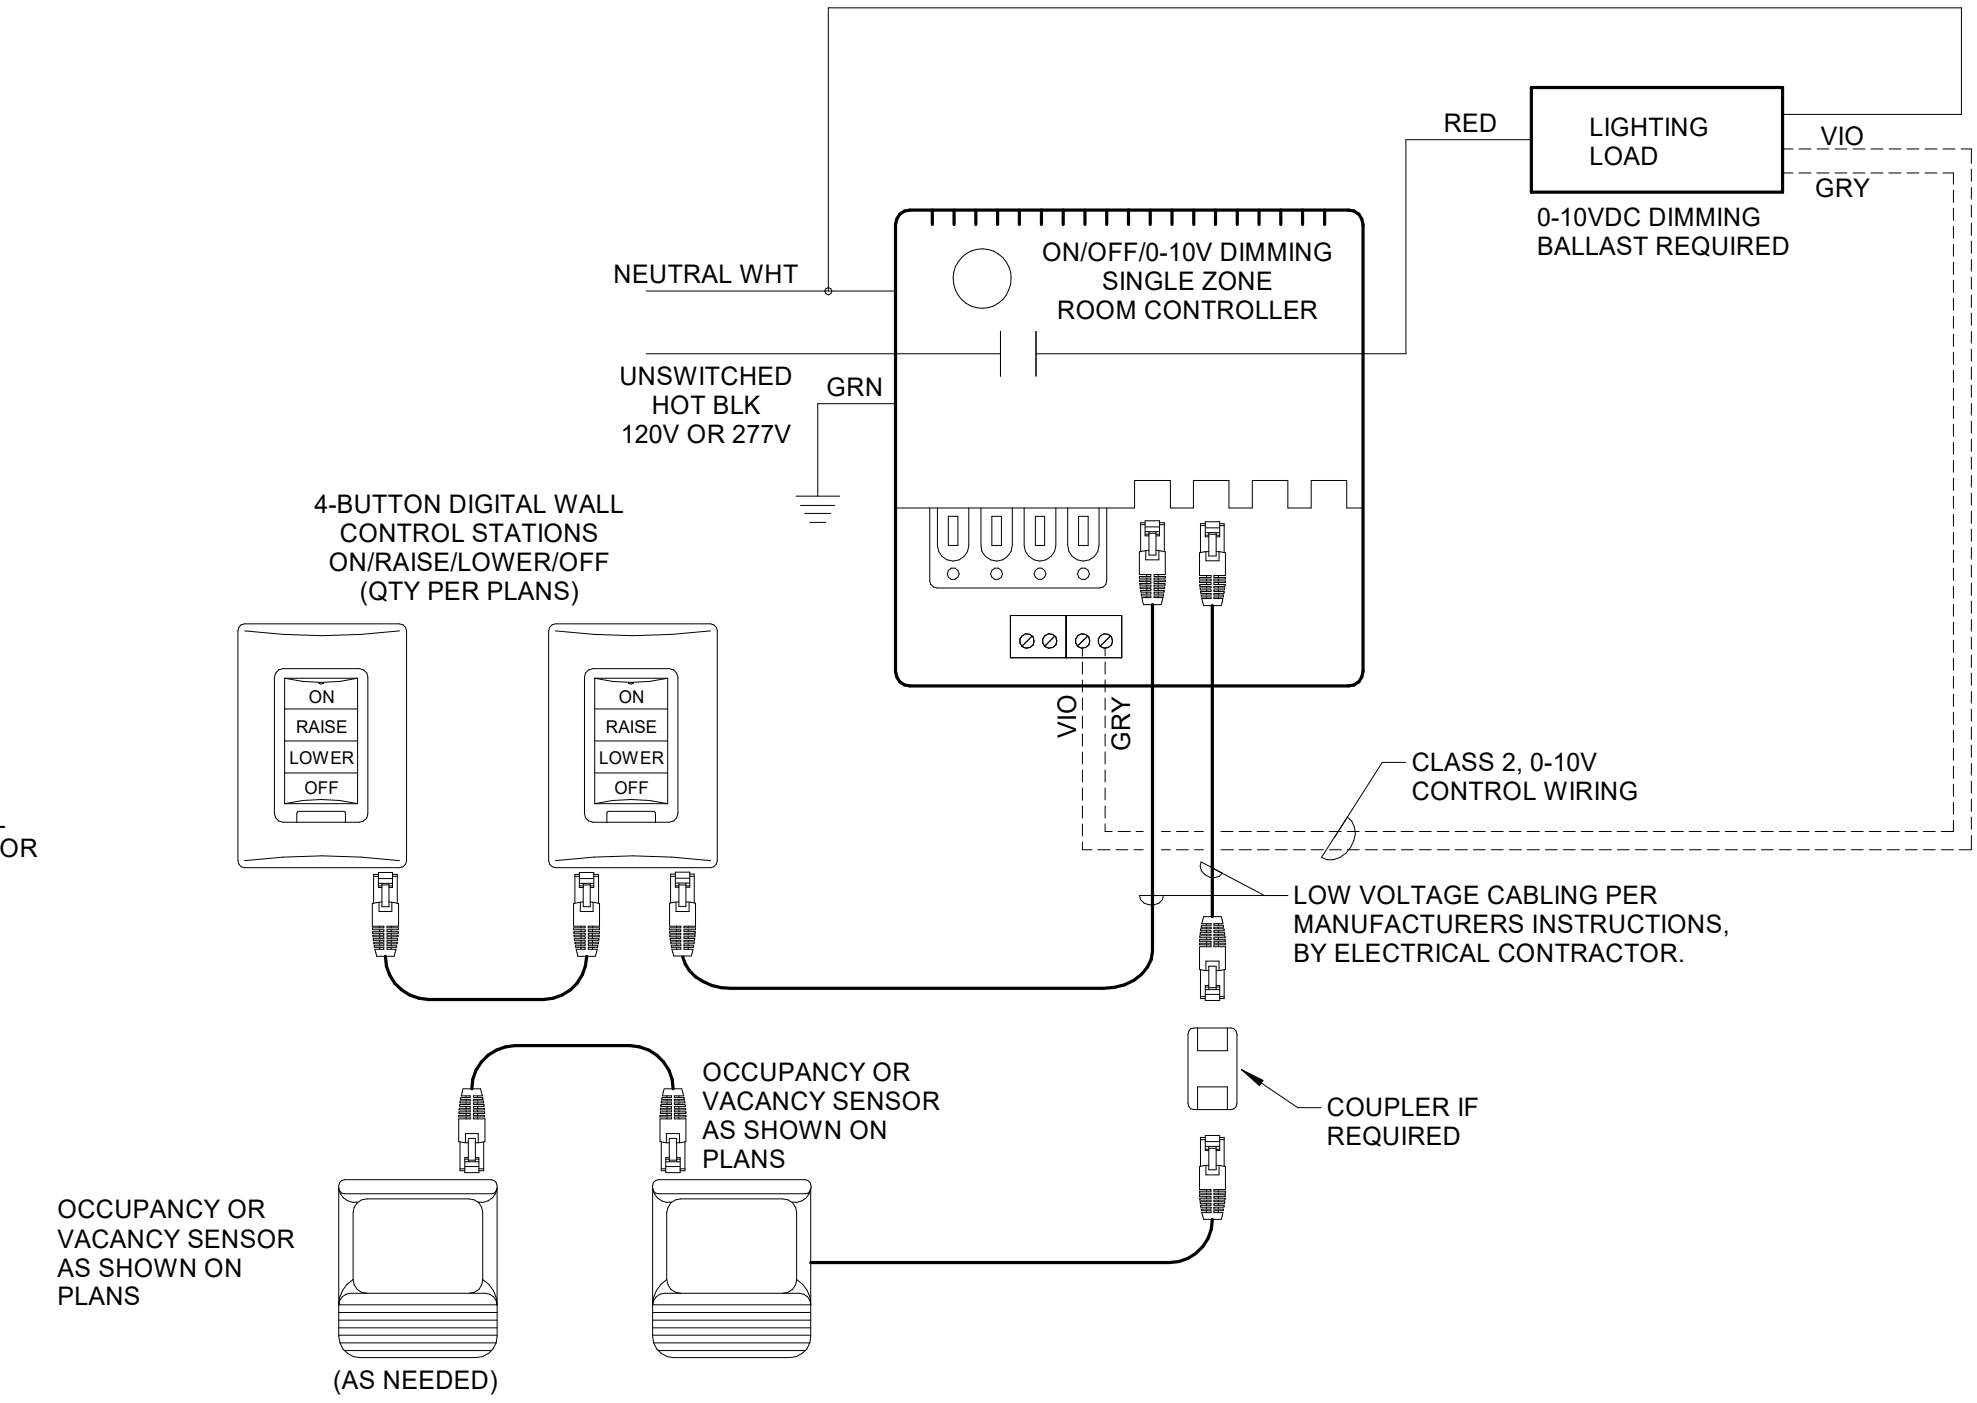 RED
LIGHTING
LOAD
VIO
GRY
0-10VDC DIMMING
BALLAST REQUIRED
ON/OFF/0-10V DIMMING
SINGLE ZONE
ROOM CONTROLLER
NEUTRAL WHT
UNSWITCHED
HOT BLK
120V OR 277V
GRN
4-BUTTON DIGITAL WALL
CONTROL STATIONS
ON/RAISE/LOWER/OFF
(QTY PER PLANS)
ON
RAISE
LOWER
OFF
ON
RAISE
LOWER
OFF
VIO
GRY
CLASS 2, 0-10V
CONTROL WIRING
OR
LOW VOLTAGE CABLING PER
MANUFACTURERS INSTRUCTIONS,
BY ELECTRICAL CONTRACTOR.
OCCUPANCY OR
VACANCY SENSOR
AS SHOWN ON
PLANS
COUPLER IF
REQUIRED
OCCUPANCY OR
VACANCY SENSOR
AS SHOWN ON
PLANS
(AS NEEDED)